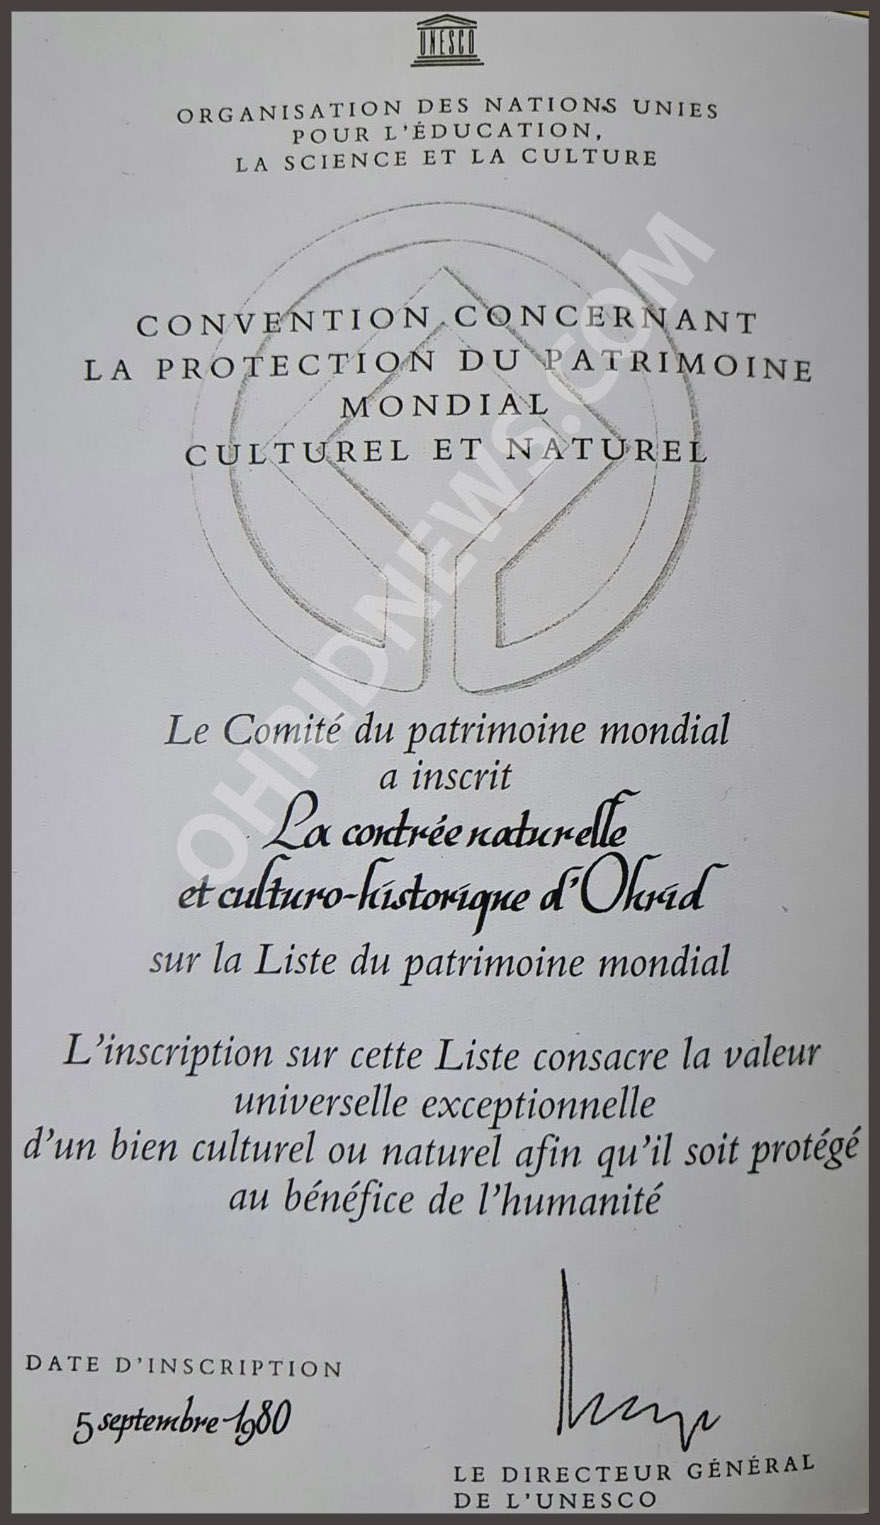 UNESCO
ORGANISATION DES NATIONS UNIES
POUR L'ÉDUCATION,
LA SCIENCE ET LA CULTURE
CONVENTION CONCERNANT
LA PROTECTION DU PATRIMOINE
MONDIAL
CULTUREL ET NATUREL
OHRIDNEWS.COM
Le Comité du patrimoine mondial
a inscrit
La contrée naturelle
et culturo-historique d'Ohrid
sur la Liste du patrimoine mondial
L'inscription sur cette Liste consacre la valeur
universelle exceptionnelle
d'un bien culturel ou naturel afin qu'il soit protégé
au bénéfice de l'humanité
DATE D'INSCRIPTION
5 septembre 1980
LE DIRECTEUR GÉNÉRAL
DE L'UNESCO